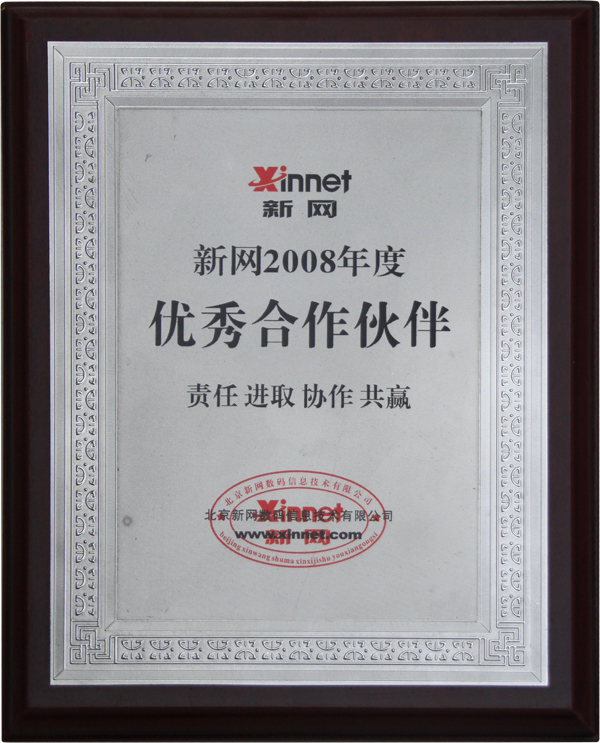 Xinnet
新网
新网2008年度
优秀合作伙伴
责任 进取 协作 共赢
北京新网数码信息技术有限公司
Xinnet
北京新网数码信息技术有限公司
www.xinnet.com
新网
beijing xinwang shuma xinxijishu youxiangongsi